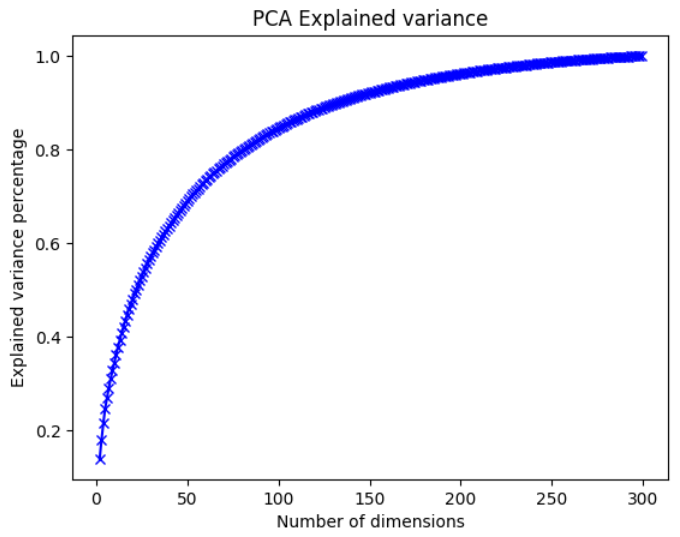 PCA Explained variance
1.0
0.8
0.6
0.4
0.2
Explained variance percentage
0 50 100 150 200 250 300
Number of dimensions